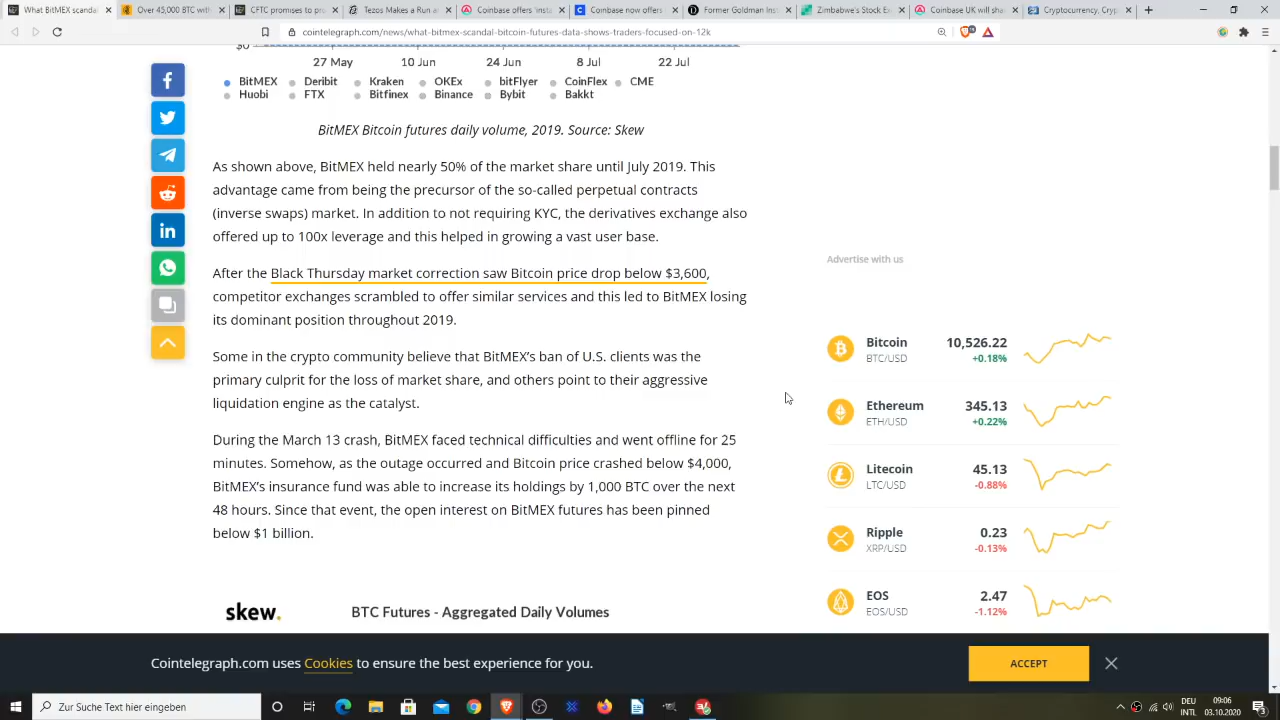 What BitMEX scandal
Over 45,000 BTC with
SKEW
CFTC promises to pro
Tezos Makes an Entra
Coinbase now offers
Former Goldman Dir
Zimbabwe's Stock Ex
Coinbase UK will sha
Cryptocurrency, Cryp
cointelegraph.com/news/what-bitmex-scandal-bitcoin-futures-data-shows-traders-focused-on-12k
$0
27 May 10 Jun 24 Jun 8 Jul 22 Jul
BitMEX Deribit Kraken OKEx bitFlyer CoinFlex CME
Huobi FTX Bitfinex Binance Bybit Bakkt
BitMEX Bitcoin futures daily volume, 2019. Source: Skew
As shown above, BitMEX held nearly 50% of the market share until July 2019. This
advantage came from being the precursor of the so-called perpetual contracts
(inverse swaps) market. In addition to not requiring KYC, the derivatives exchange also
offered up to 100x leverage and this helped in growing a vast user base.
After the Black Thursday market correction saw Bitcoin price drop below $3,600,
competitor exchanges scrambled to offer similar services and this led to BitMEX losing
its dominant position throughout 2019.
Some in the crypto community believe that BitMEX's ban of U.S. clients was the
primary culprit for the loss of market share, and others point to their aggressive
liquidation engine as the catalyst.
During the March 13 crash, BitMEX faced technical difficulties and went offline for 25
minutes. Somehow, as the outage occurred and Bitcoin price crashed below $4,000,
BitMEX's insurance fund was able to increase its holdings by 1,000 BTC over the next
48 hours. Since that event, the open interest on BitMEX futures has been pinned
below $1 billion.
skew. BTC Futures - Aggregated Daily Volumes
Advertise with us
Bitcoin 10,526.22
BTC/USD +0.18%
Ethereum 345.13
ETH/USD +0.22%
Litecoin 45.13
LTC/USD -0.88%
Ripple 0.23
XRP/USD -0.13%
EOS 2.47
EOS/USD -1.12%
Cointelegraph.com uses Cookies to ensure the best experience for you.
ACCEPT
Zur Suche Text hier eingeben
DEU
INTL
09:06
03.10.2020